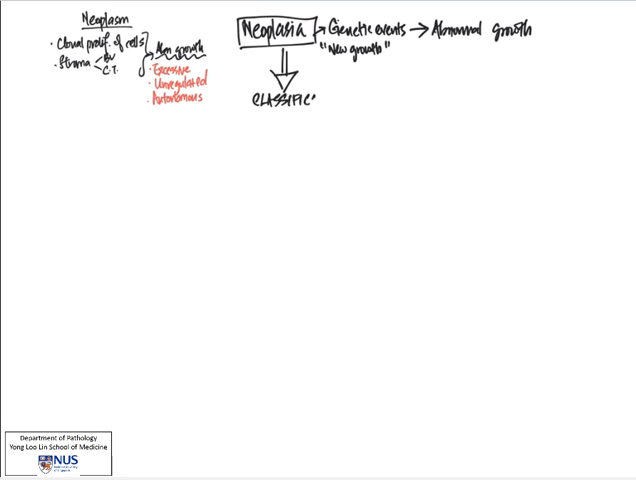 Neoplasm
· Clonal prolif. of cells
· Stroma < BV
C.T.
Abn growth
· Excessive
· Unregulated
· Autonomous
Neoplasia → Genetic events → Abnormal growth
"New growth"
CLASSIFIC"
Department of Pathology
Yong Loo Lin School of Medicine
NUS